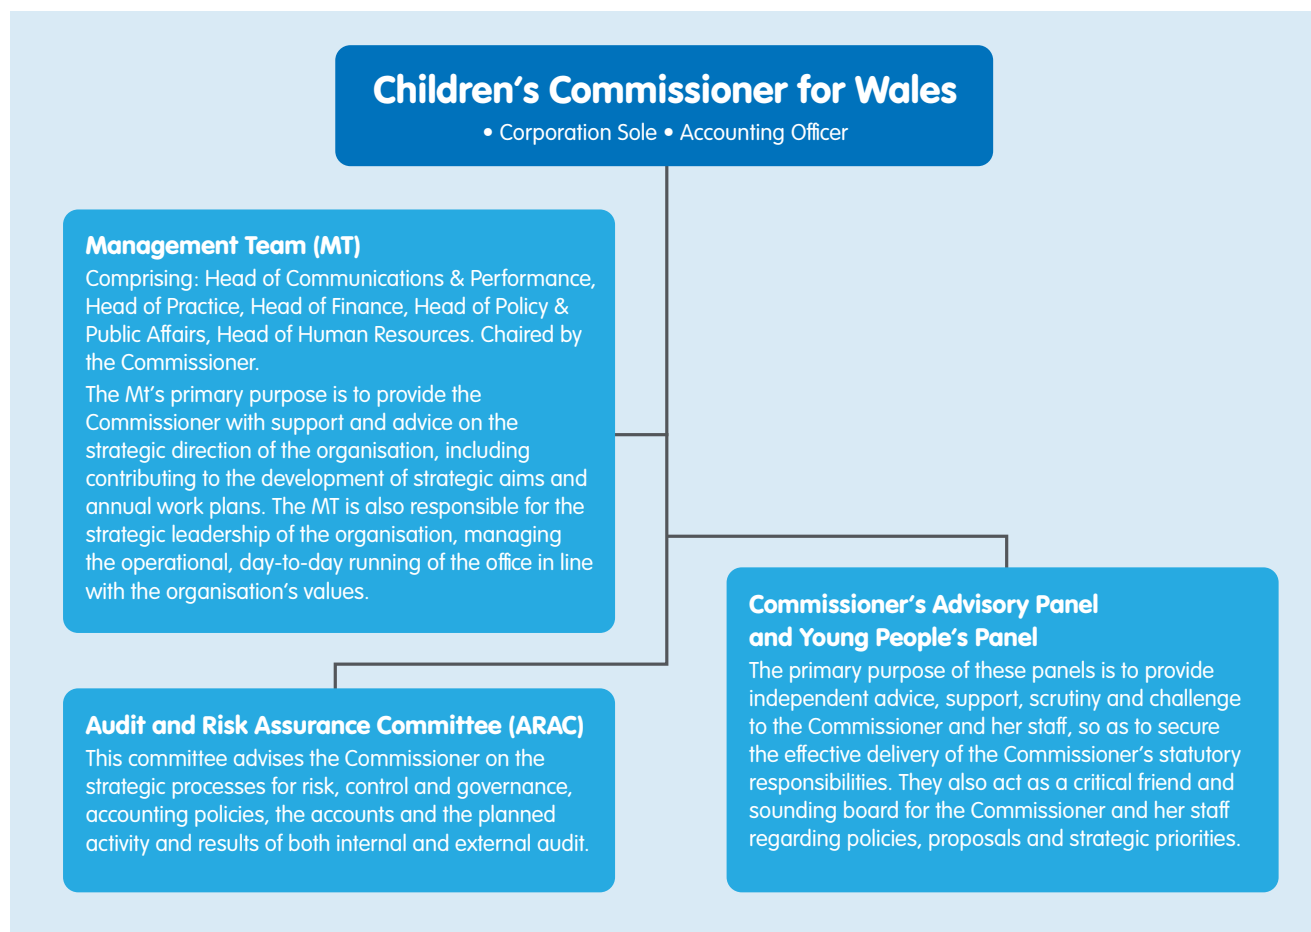 Children's Commissioner for Wales
• Corporation Sole • Accounting Officer
Management Team (MT)
Comprising: Head of Communications & Performance,
Head of Practice, Head of Finance, Head of Policy &
Public Affairs, Head of Human Resources. Chaired by
the Commissioner.
The Mt's primary purpose is to provide the
Commissioner with support and advice on the
strategic direction of the organisation, including
contributing to the development of strategic aims and
annual work plans. The MT is also responsible for the
strategic leadership of the organisation, managing
the operational, day-to-day running of the office in line
with the organisation's values.
Audit and Risk Assurance Committee (ARAC)
This committee advises the Commissioner on the
strategic processes for risk, control and governance,
accounting policies, the accounts and the planned
activity and results of both internal and external audit.
Commissioner's Advisory Panel
and Young People's Panel
The primary purpose of these panels is to provide
independent advice, support, scrutiny and challenge
to the Commissioner and her staff, so as to secure
the effective delivery of the Commissioner's statutory
responsibilities. They also act as a critical friend and
sounding board for the Commissioner and her staff
regarding policies, proposals and strategic priorities.